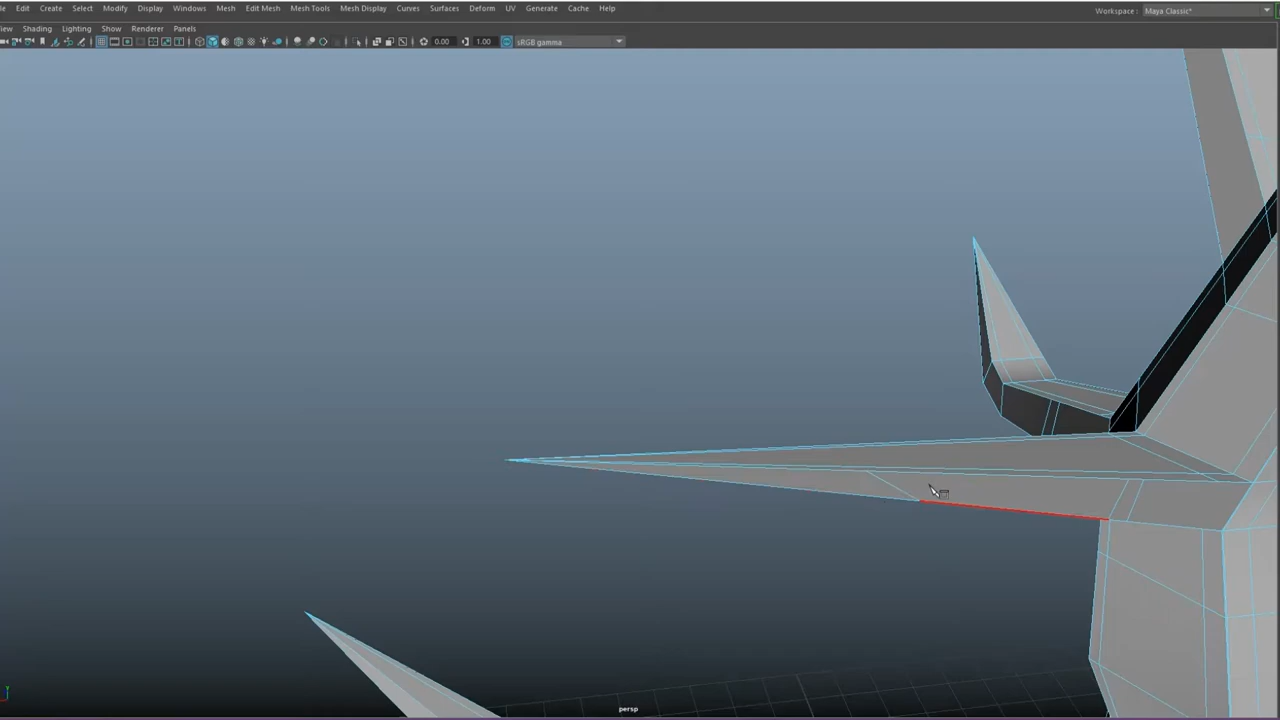 Edit Create Select Modify Display Windows Mesh Edit Mesh Mesh Tools Mesh Display Curves Surfaces Deform UV Generate Cache Help Workspace : Maya Classic*
Shading Lighting Show Renderer Panels
0.00 1.00 sRGB gamma
persp